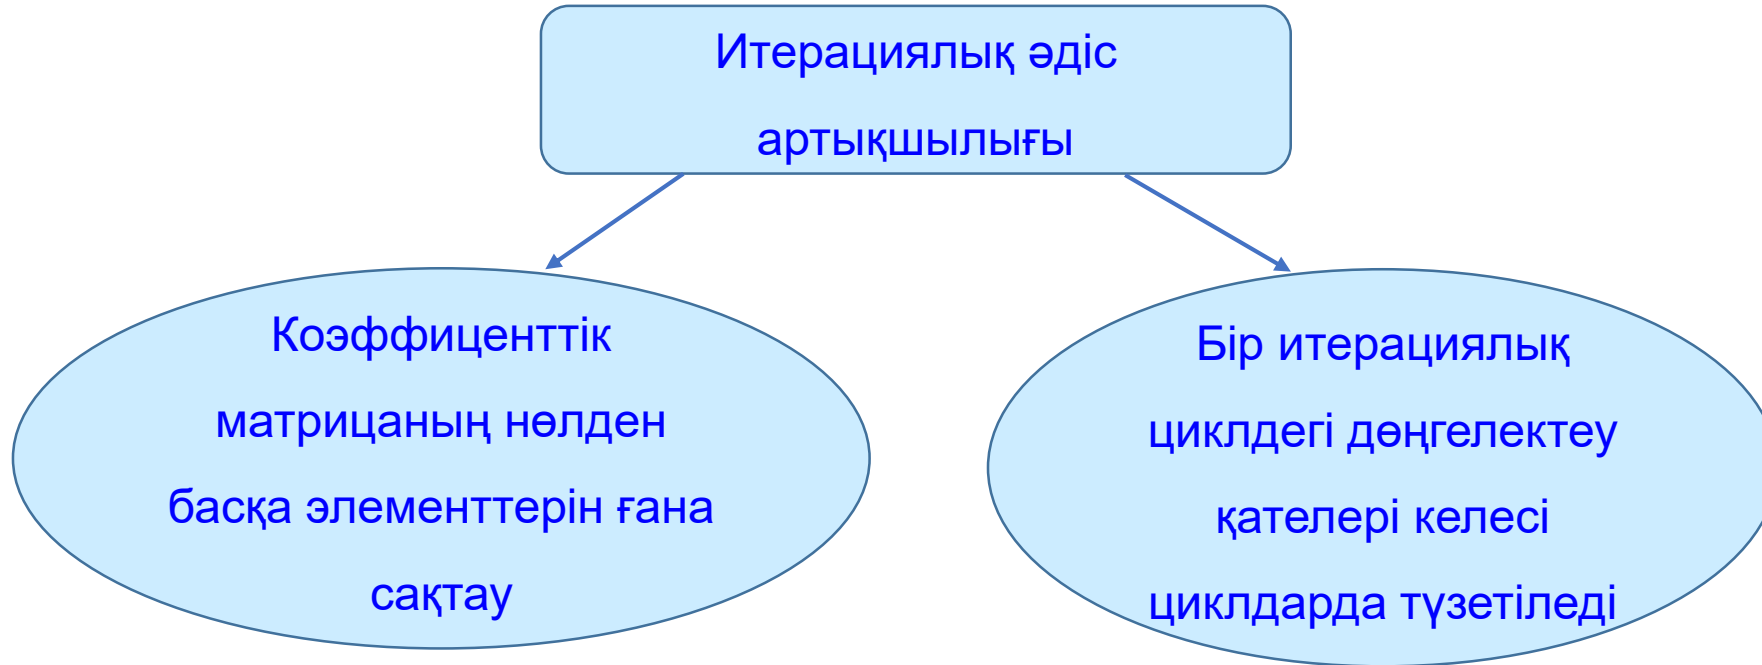 Итерациялық әдіс
артықшылығы
Коэффиценттік
матрицаның нөлден
басқа элементтерін ғана
сақтау
Бір итерациялық
циклдегі дөңгелектеу
қателері келесі
циклдарда түзетіледі